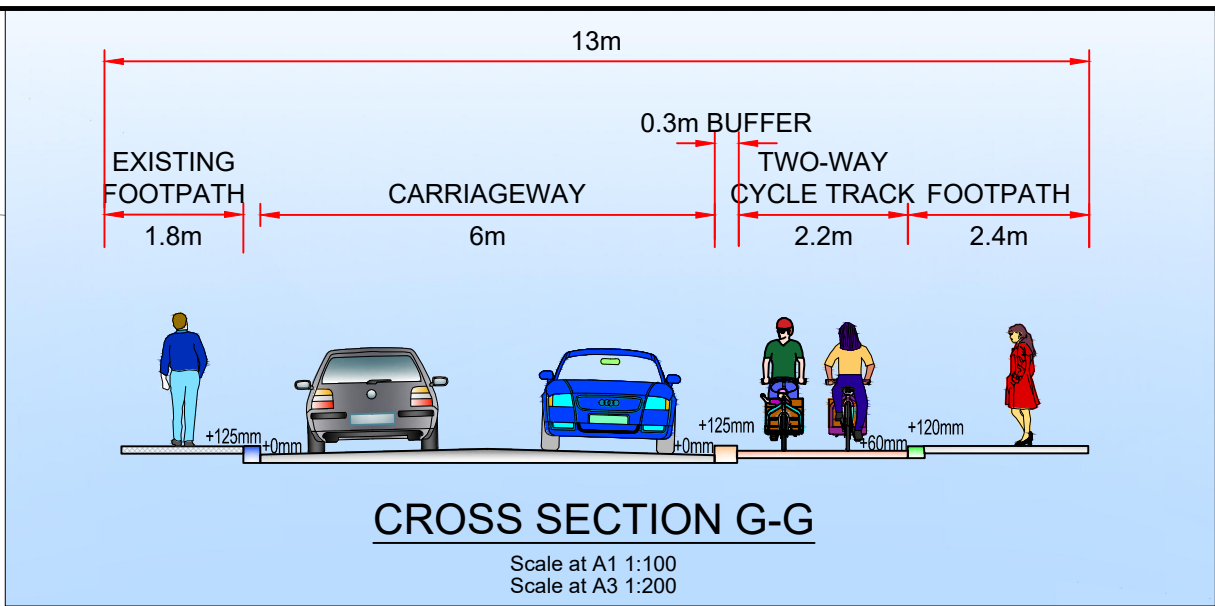 13m
0.3m BUFFER
EXISTING
FOOTPATH
CARRIAGEWAY
TWO-WAY
CYCLE TRACK
FOOTPATH
1.8m
6m
2.2m
2.4m
+125mm
+0mm
+0mm
+125mm
+60mm
+120mm
CROSS SECTION G-G
Scale at A1 1:100
Scale at A3 1:200